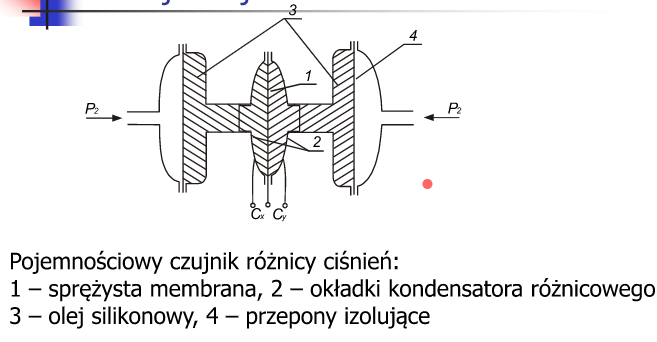 3
4
1
P₂
P₂
2
Cₓ Cᵧ
Pojemnościowy czujnik różnicy ciśnień:
1 – sprężysta membrana, 2 – okładki kondensatora różnicowego
3 – olej silikonowy, 4 – przepony izolujące